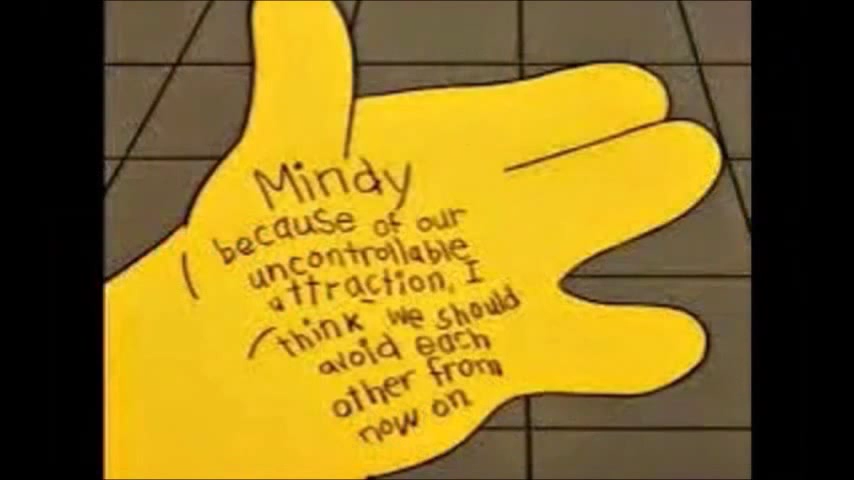 Mindy
because of our
uncontrollable
attraction, I
think we should
avoid each
other from
now on